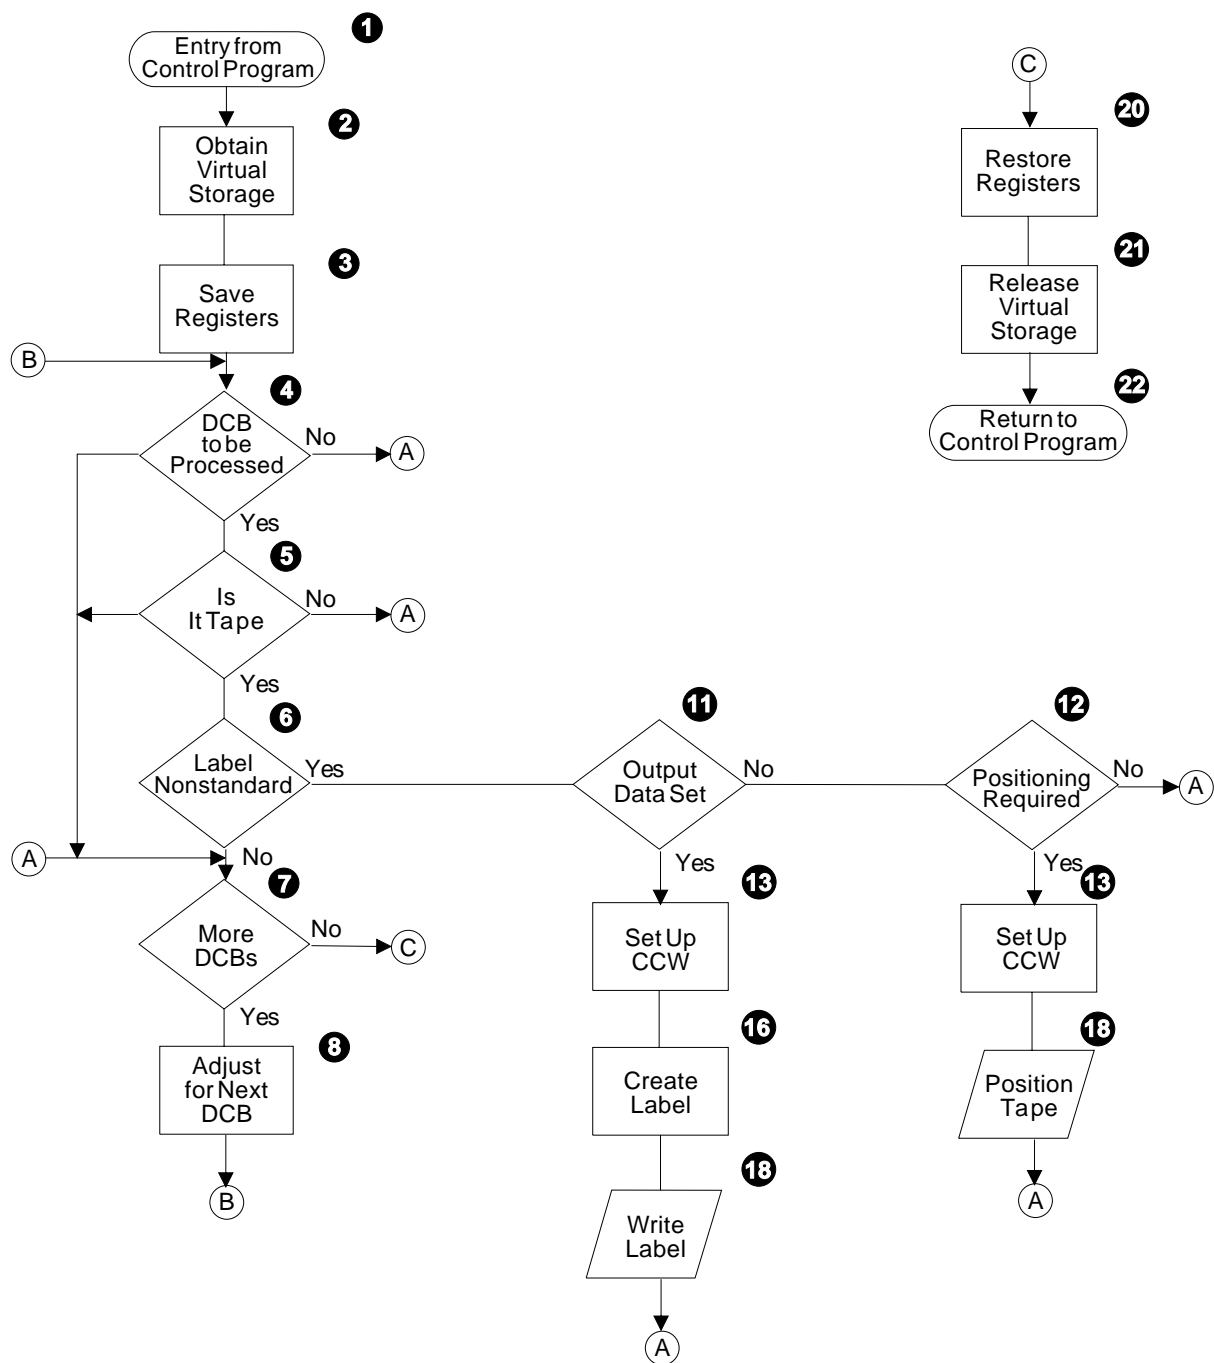 1
Entry from
Control Program
2
Obtain
Virtual
Storage
3
Save
Registers
B
4
DCB
to be
Processed
No
A
Yes
5
Is
It Tape
No
A
Yes
6
Label
Nonstandard
Yes
No
A
7
More
DCBs
No
C
Yes
8
Adjust
for Next
DCB
B
11
Output
Data Set
No
Yes
13
Set Up
CCW
16
Create
Label
18
Write
Label
A
12
Positioning
Required
No
A
Yes
13
Set Up
CCW
18
Position
Tape
A
C
20
Restore
Registers
21
Release
Virtual
Storage
22
Return to
Control Program